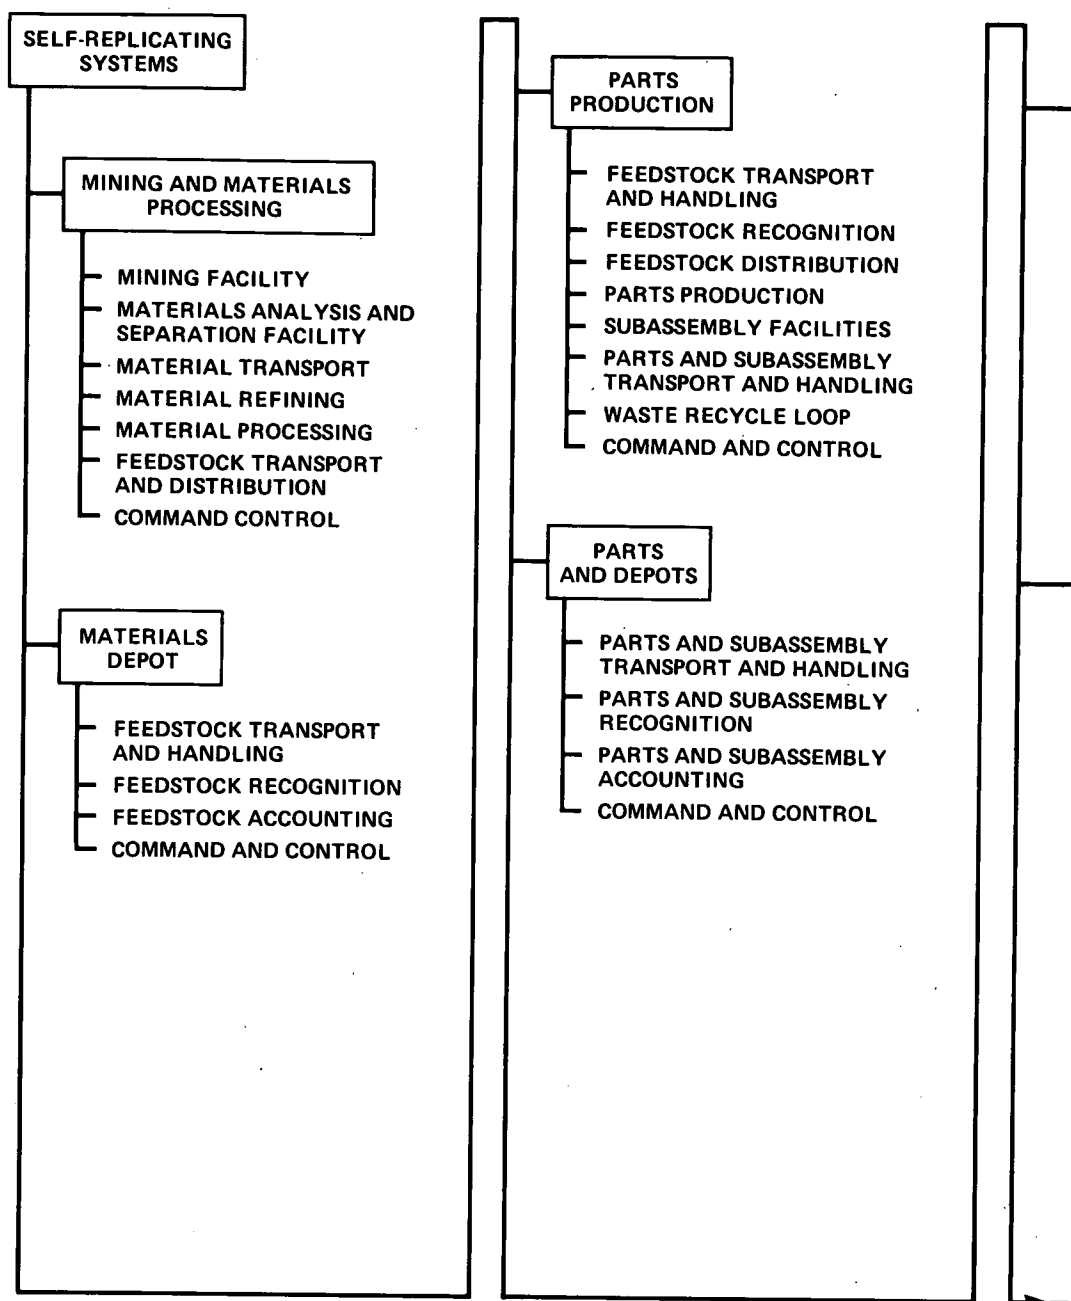 SELF-REPLICATING
SYSTEMS
MINING AND MATERIALS
PROCESSING
MINING FACILITY
MATERIALS ANALYSIS AND
SEPARATION FACILITY
MATERIAL TRANSPORT
MATERIAL REFINING
MATERIAL PROCESSING
FEEDSTOCK TRANSPORT
AND DISTRIBUTION
COMMAND CONTROL
MATERIALS
DEPOT
FEEDSTOCK TRANSPORT
AND HANDLING
FEEDSTOCK RECOGNITION
FEEDSTOCK ACCOUNTING
COMMAND AND CONTROL
PARTS
PRODUCTION
FEEDSTOCK TRANSPORT
AND HANDLING
FEEDSTOCK RECOGNITION
FEEDSTOCK DISTRIBUTION
PARTS PRODUCTION
SUBASSEMBLY FACILITIES
PARTS AND SUBASSEMBLY
TRANSPORT AND HANDLING
WASTE RECYCLE LOOP
COMMAND AND CONTROL
PARTS
AND DEPOTS
PARTS AND SUBASSEMBLY
TRANSPORT AND HANDLING
PARTS AND SUBASSEMBLY
RECOGNITION
PARTS AND SUBASSEMBLY
ACCOUNTING
COMMAND AND CONTROL